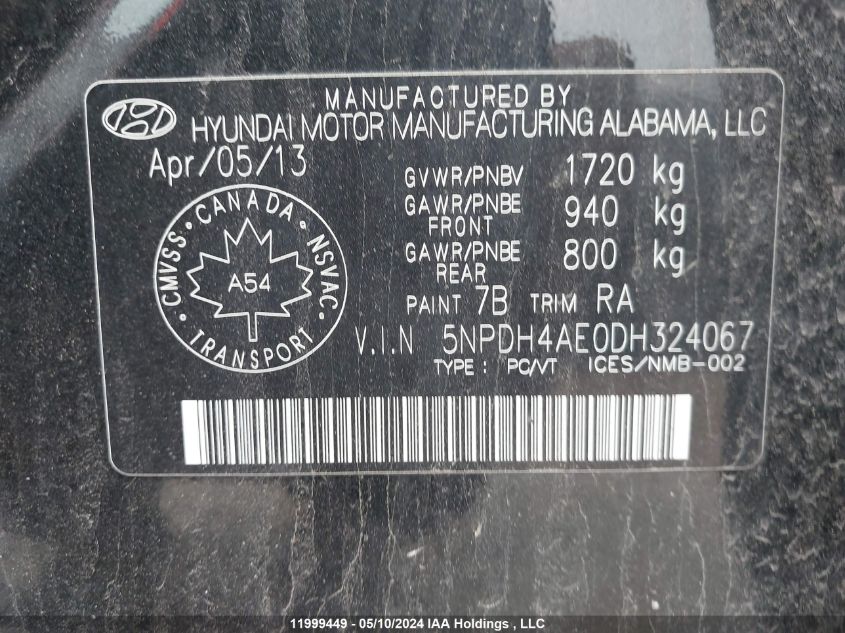 MANUFACTURED BY
HYUNDAI MOTOR MANUFACTURING ALABAMA, LLC
Apr/05/13
GVWR/PNBV 1720 kg
GAWR/PNBE FRONT 940 kg
GAWR/PNBE REAR 800 kg
PAINT 7B TRIM RA
V.I.N 5NPDH4AE0DH324067
TYPE : PC/VT ICES/NMB-002
CMVSS • CANADA • NSVAC • TRANSPORT •
A54
11999449 - 05/10/2024 IAA Holdings , LLC